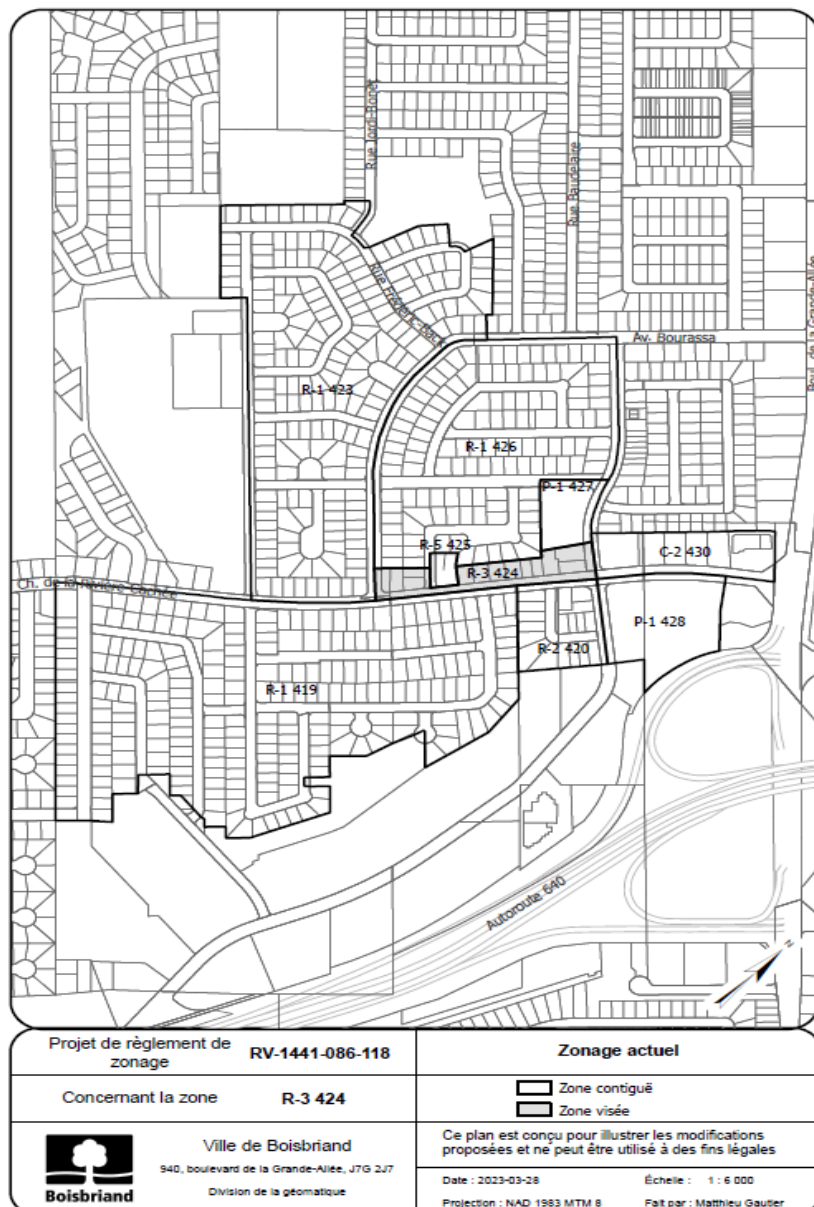 Rue Jordi-Bonet
Rue Baudelaire
Boul. de la Grande-Allée
Rue Frédéric-Back
Av. Bourassa
R-1 423
R-1 426
P-1 427
R-5 425
C-2 430
R-3 424
Ch. de la Rivière-Cachée
P-1 428
R-2 420
R-1 419
Autoroute 640
N
Projet de règlement de
zonage
RV-1441-086-118
Zonage actuel
Concernant la zone
R-3 424
Zone contiguë
Zone visée
Ville de Boisbriand
940, boulevard de la Grande-Allée, J7G 2J7
Division de la géomatique
Boisbriand
Ce plan est conçu pour illustrer les modifications
proposées et ne peut être utilisé à des fins légales
Date : 2023-03-28
Échelle : 1 : 6 000
Projection : NAD 1983 MTM 8
Fait par : Matthieu Gautier